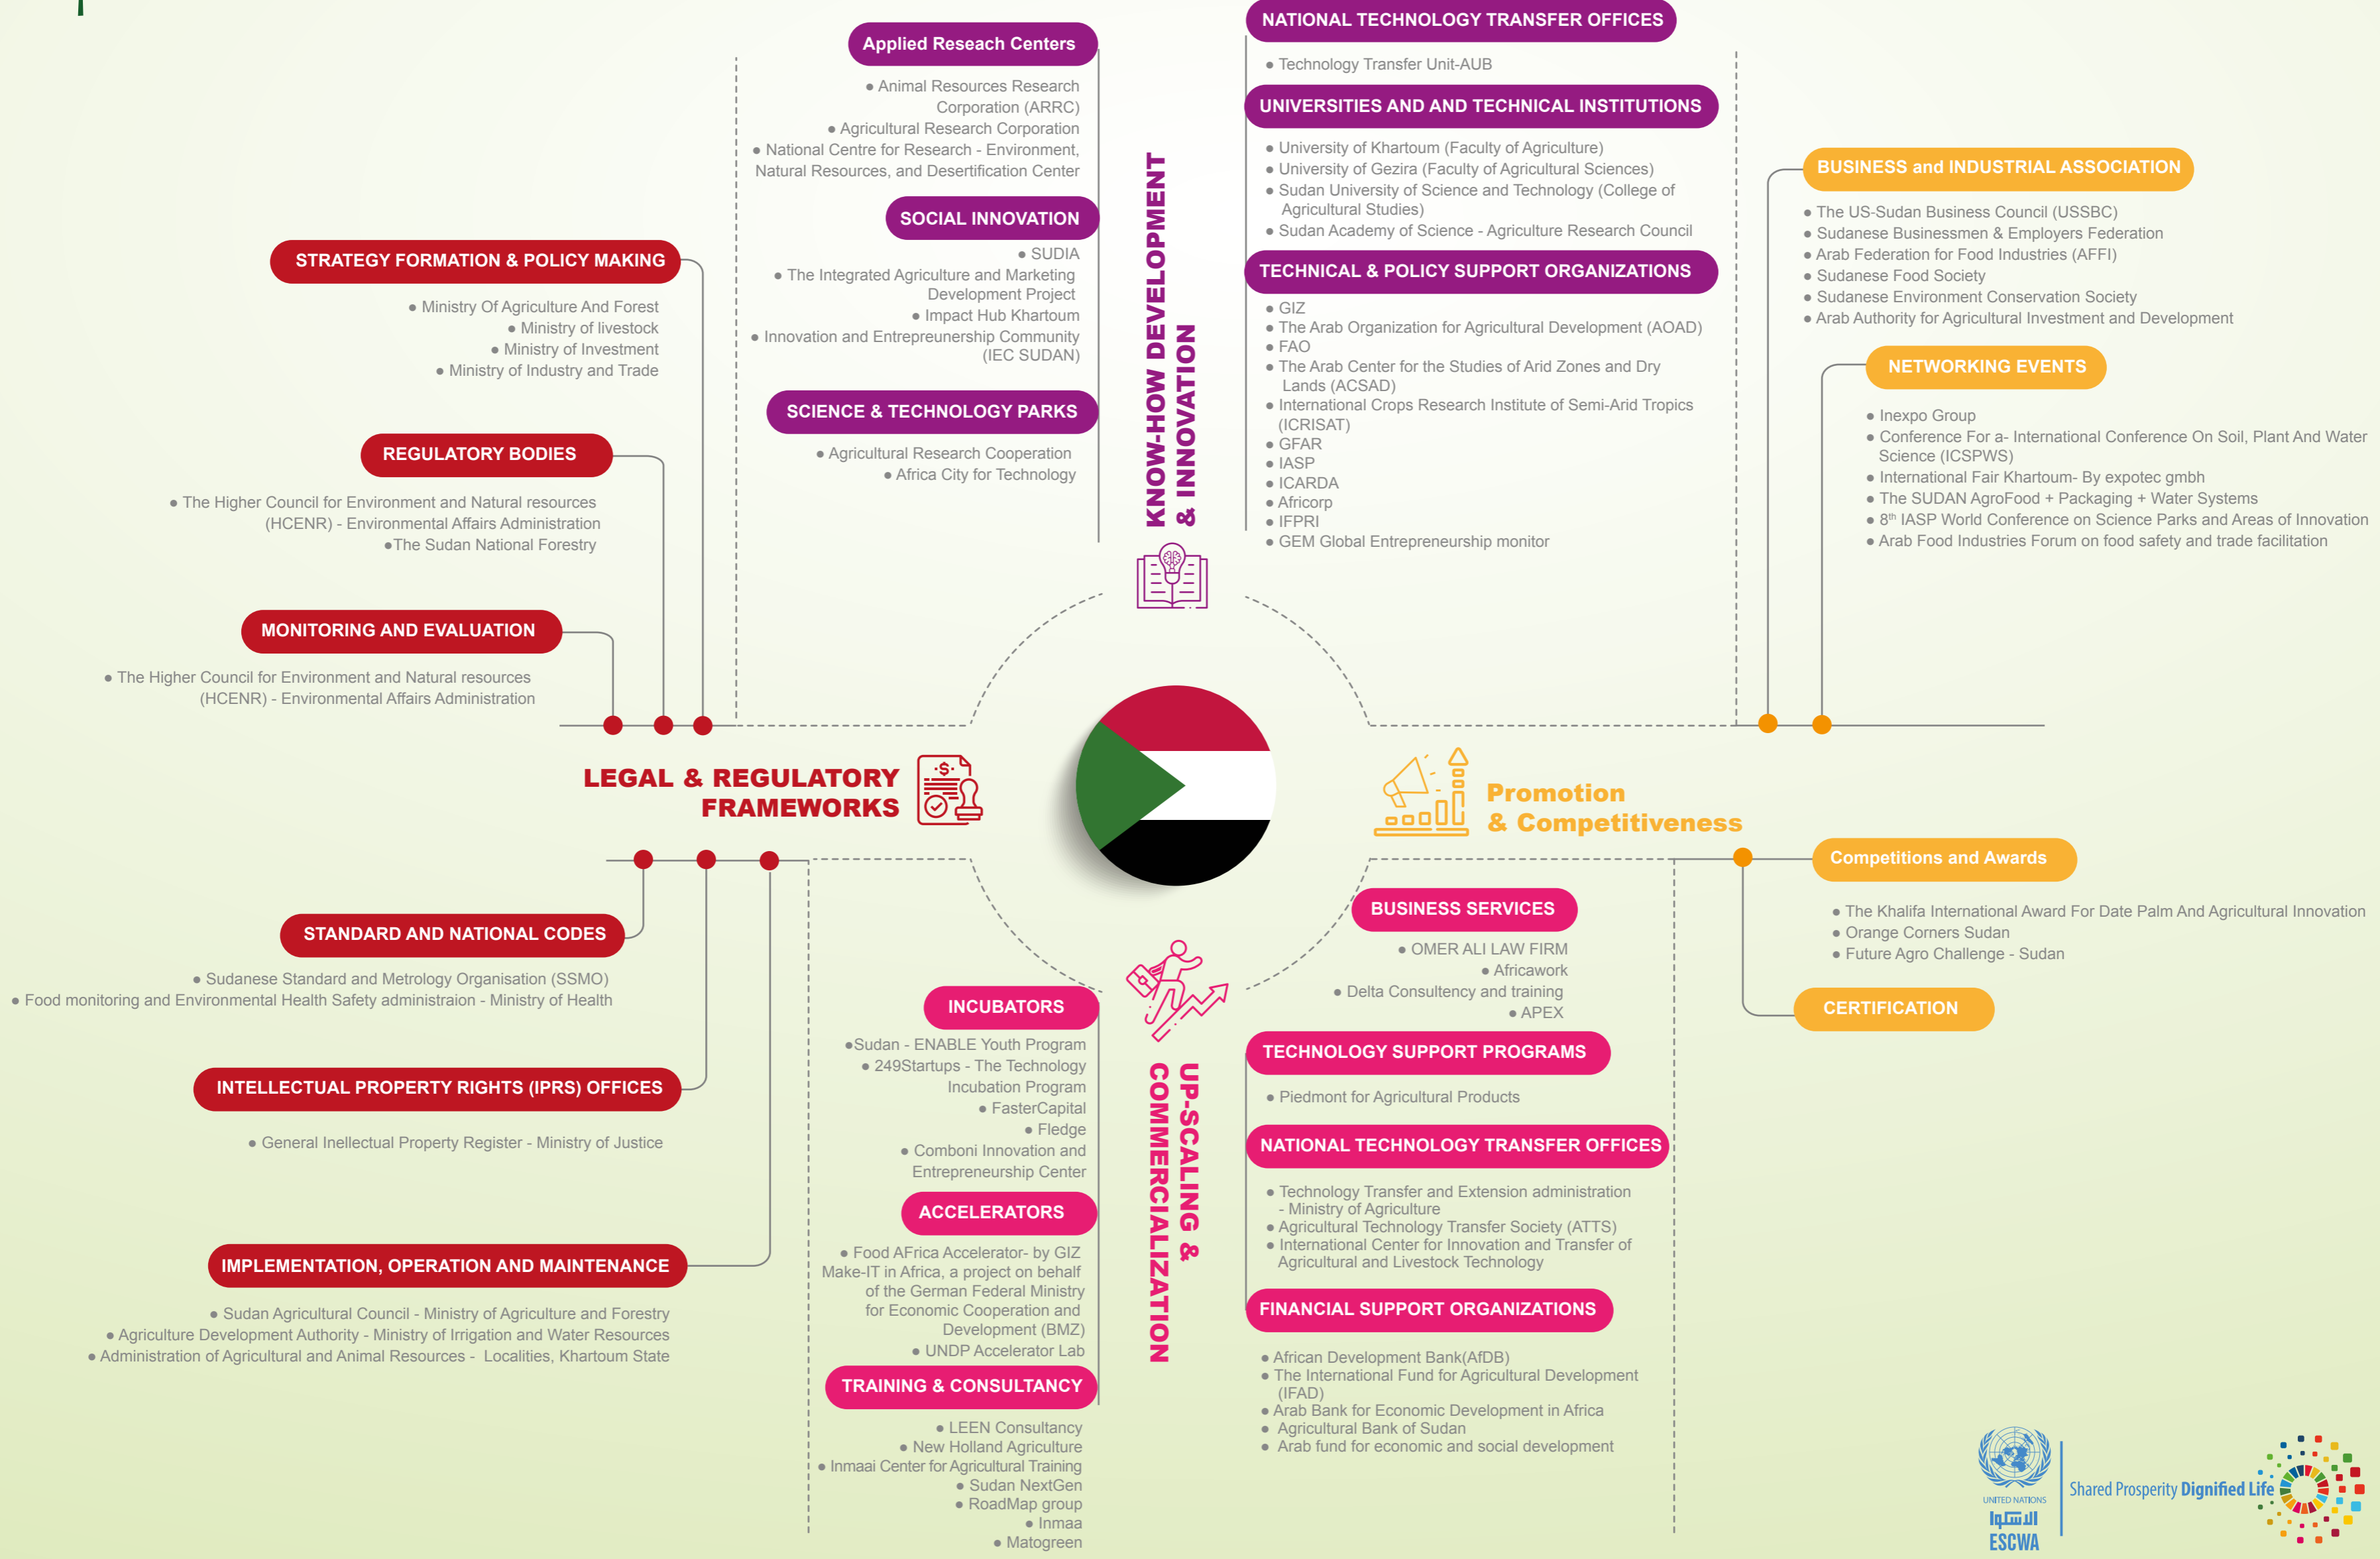 Applied Reseach Centers
● Animal Resources Research
Corporation (ARRC)
● Agricultural Research Corporation
● National Centre for Research - Environment,
Natural Resources, and Desertification Center
SOCIAL INNOVATION
● SUDIA
● The Integrated Agriculture and Marketing
Development Project
● Impact Hub Khartoum
● Innovation and Entrepreunership Community
(IEC SUDAN)
SCIENCE & TECHNOLOGY PARKS
● Agricultural Research Cooperation
● Africa City for Technology
KNOW-HOW DEVELOPMENT
& INNOVATION
NATIONAL TECHNOLOGY TRANSFER OFFICES
● Technology Transfer Unit-AUB
UNIVERSITIES AND AND TECHNICAL INSTITUTIONS
● University of Khartoum (Faculty of Agriculture)
● University of Gezira (Faculty of Agricultural Sciences)
● Sudan University of Science and Technology (College of
Agricultural Studies)
● Sudan Academy of Science - Agriculture Research Council
TECHNICAL & POLICY SUPPORT ORGANIZATIONS
● GIZ
● The Arab Organization for Agricultural Development (AOAD)
● FAO
● The Arab Center for the Studies of Arid Zones and Dry
Lands (ACSAD)
● International Crops Research Institute of Semi-Arid Tropics
(ICRISAT)
● GFAR
● IASP
● ICARDA
● Africorp
● IFPRI
● GEM Global Entrepreneurship monitor
BUSINESS and INDUSTRIAL ASSOCIATION
● The US-Sudan Business Council (USSBC)
● Sudanese Businessmen & Employers Federation
● Arab Federation for Food Industries (AFFI)
● Sudanese Food Society
● Sudanese Environment Conservation Society
● Arab Authority for Agricultural Investment and Development
NETWORKING EVENTS
● Inexpo Group
● Conference For a- International Conference On Soil, Plant And Water
Science (ICSPWS)
● International Fair Khartoum- By expotec gmbh
● The SUDAN AgroFood + Packaging + Water Systems
● 8th IASP World Conference on Science Parks and Areas of Innovation
● Arab Food Industries Forum on food safety and trade facilitation
STRATEGY FORMATION & POLICY MAKING
● Ministry Of Agriculture And Forest
● Ministry of livestock
● Ministry of Investment
● Ministry of Industry and Trade
REGULATORY BODIES
● The Higher Council for Environment and Natural resources
(HCENR) - Environmental Affairs Administration
●The Sudan National Forestry
MONITORING AND EVALUATION
● The Higher Council for Environment and Natural resources
(HCENR) - Environmental Affairs Administration
LEGAL & REGULATORY
FRAMEWORKS
Promotion
& Competitiveness
STANDARD AND NATIONAL CODES
● Sudanese Standard and Metrology Organisation (SSMO)
● Food monitoring and Environmental Health Safety administraion - Ministry of Health
INTELLECTUAL PROPERTY RIGHTS (IPRS) OFFICES
● General Inellectual Property Register - Ministry of Justice
IMPLEMENTATION, OPERATION AND MAINTENANCE
● Sudan Agricultural Council - Ministry of Agriculture and Forestry
● Agriculture Development Authority - Ministry of Irrigation and Water Resources
● Administration of Agricultural and Animal Resources - Localities, Khartoum State
INCUBATORS
●Sudan - ENABLE Youth Program
● 249Startups - The Technology
Incubation Program
● FasterCapital
● Fledge
● Comboni Innovation and
Entrepreneurship Center
ACCELERATORS
● Food AFrica Accelerator- by GIZ
Make-IT in Africa, a project on behalf
of the German Federal Ministry
for Economic Cooperation and
Development (BMZ)
● UNDP Accelerator Lab
TRAINING & CONSULTANCY
● LEEN Consultancy
● New Holland Agriculture
● Inmaai Center for Agricultural Training
● Sudan NextGen
● RoadMap group
● Inmaa
● Matogreen
UP-SCALING &
COMMERCIALIZATION
BUSINESS SERVICES
● OMER ALI LAW FIRM
● Africawork
● Delta Consultency and training
● APEX
TECHNOLOGY SUPPORT PROGRAMS
● Piedmont for Agricultural Products
NATIONAL TECHNOLOGY TRANSFER OFFICES
● Technology Transfer and Extension administration
- Ministry of Agriculture
● Agricultural Technology Transfer Society (ATTS)
● International Center for Innovation and Transfer of
Agricultural and Livestock Technology
FINANCIAL SUPPORT ORGANIZATIONS
● African Development Bank(AfDB)
● The International Fund for Agricultural Development
(IFAD)
● Arab Bank for Economic Development in Africa
● Agricultural Bank of Sudan
● Arab fund for economic and social development
Competitions and Awards
● The Khalifa International Award For Date Palm And Agricultural Innovation
● Orange Corners Sudan
● Future Agro Challenge - Sudan
CERTIFICATION
UNITED NATIONS
الاسكوا
ESCWA
Shared Prosperity Dignified Life